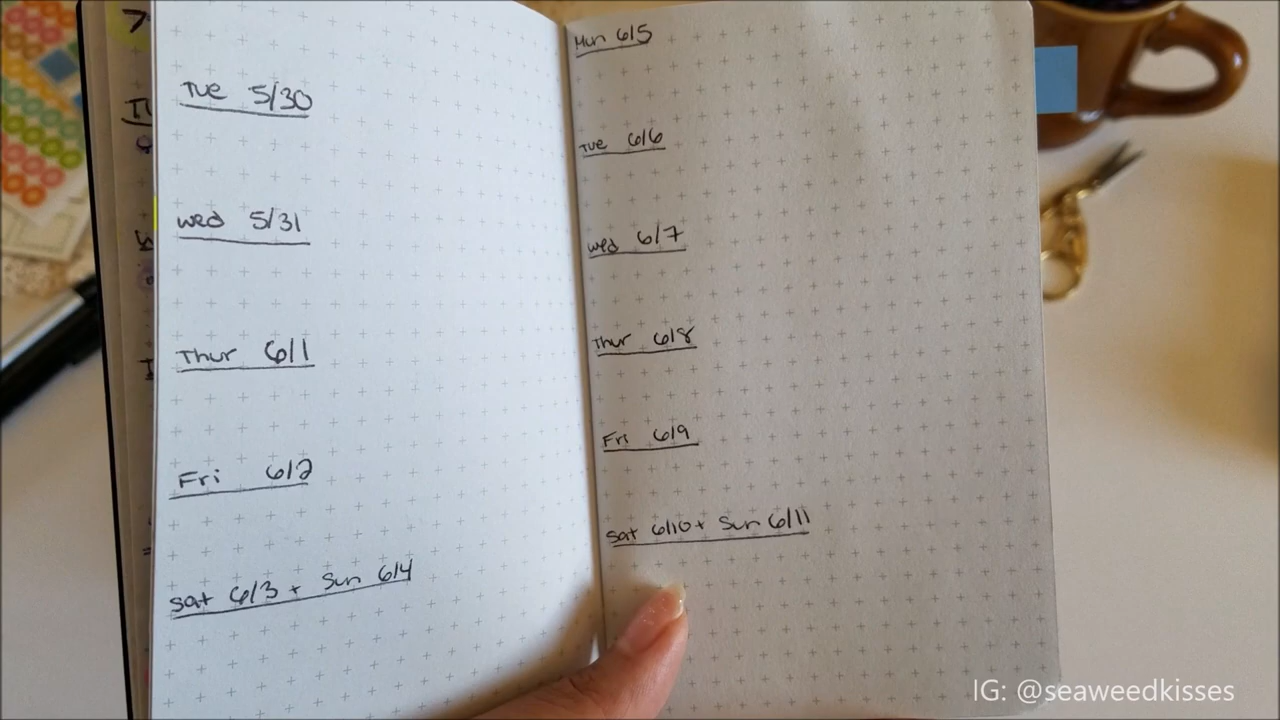 Tue 5/30
Wed 5/31
Thur 6/1
Fri 6/2
Sat 6/3 + Sun 6/4
Mon 6/5
Tue 6/6
Wed 6/7
Thur 6/8
Fri 6/9
Sat 6/10 + Sun 6/11
IG: @seaweedkisses